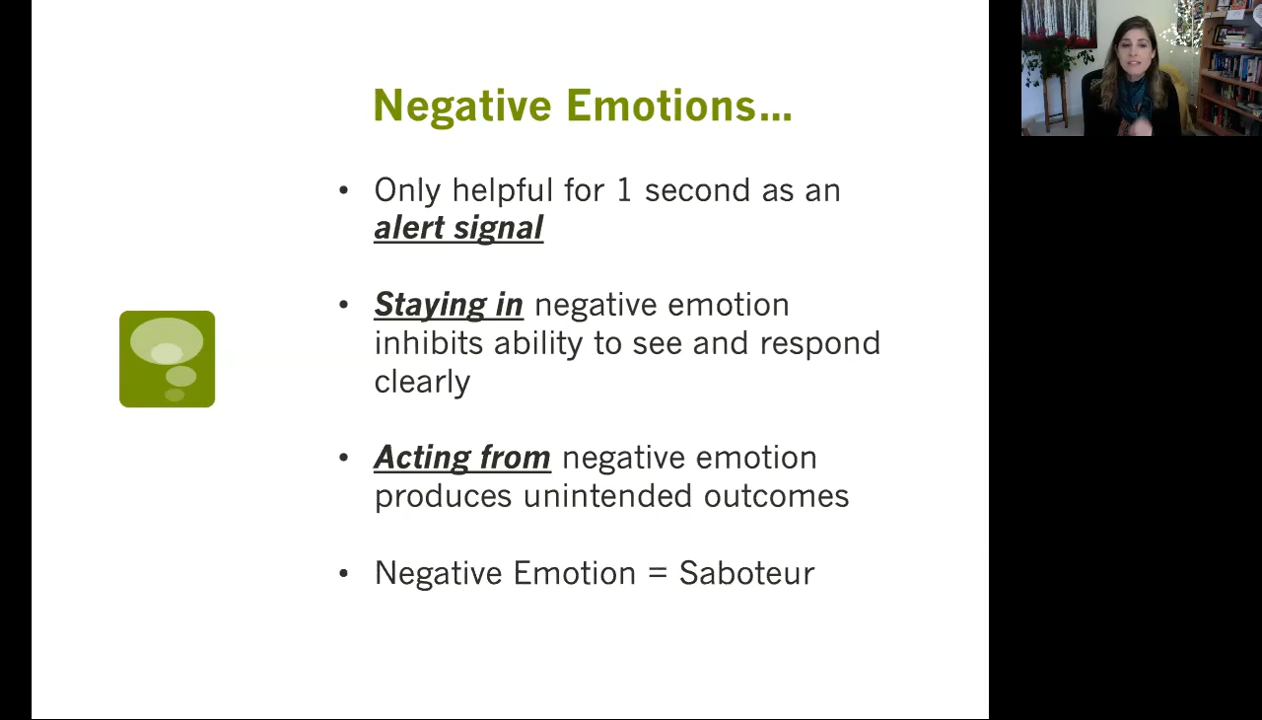 Negative Emotions...
• Only helpful for 1 second as an
alert signal
• Staying in negative emotion
inhibits ability to see and respond
clearly
• Acting from negative emotion
produces unintended outcomes
• Negative Emotion = Saboteur